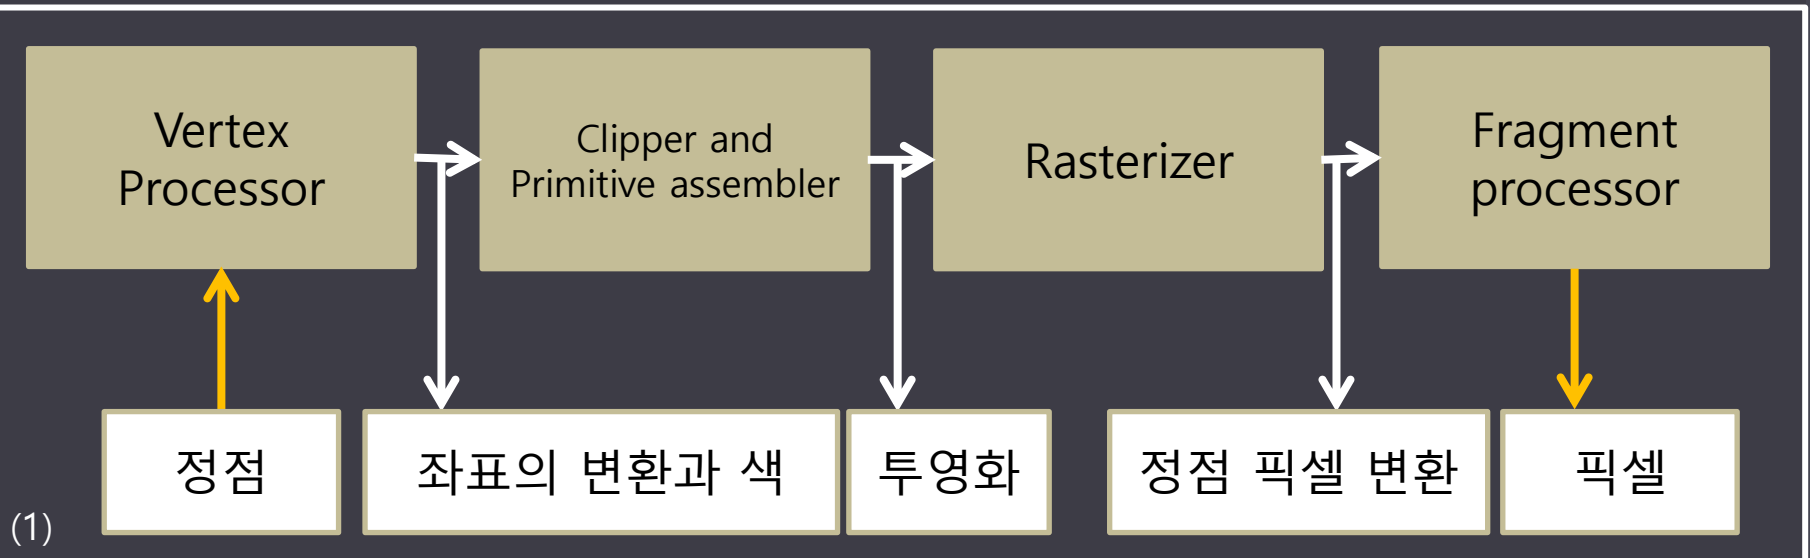 Vertex
Processor
Clipper and
Primitive assembler
Rasterizer
Fragment
processor
정점
좌표의 변환과 색
투영화
정점 픽셀 변환
픽셀
(1)